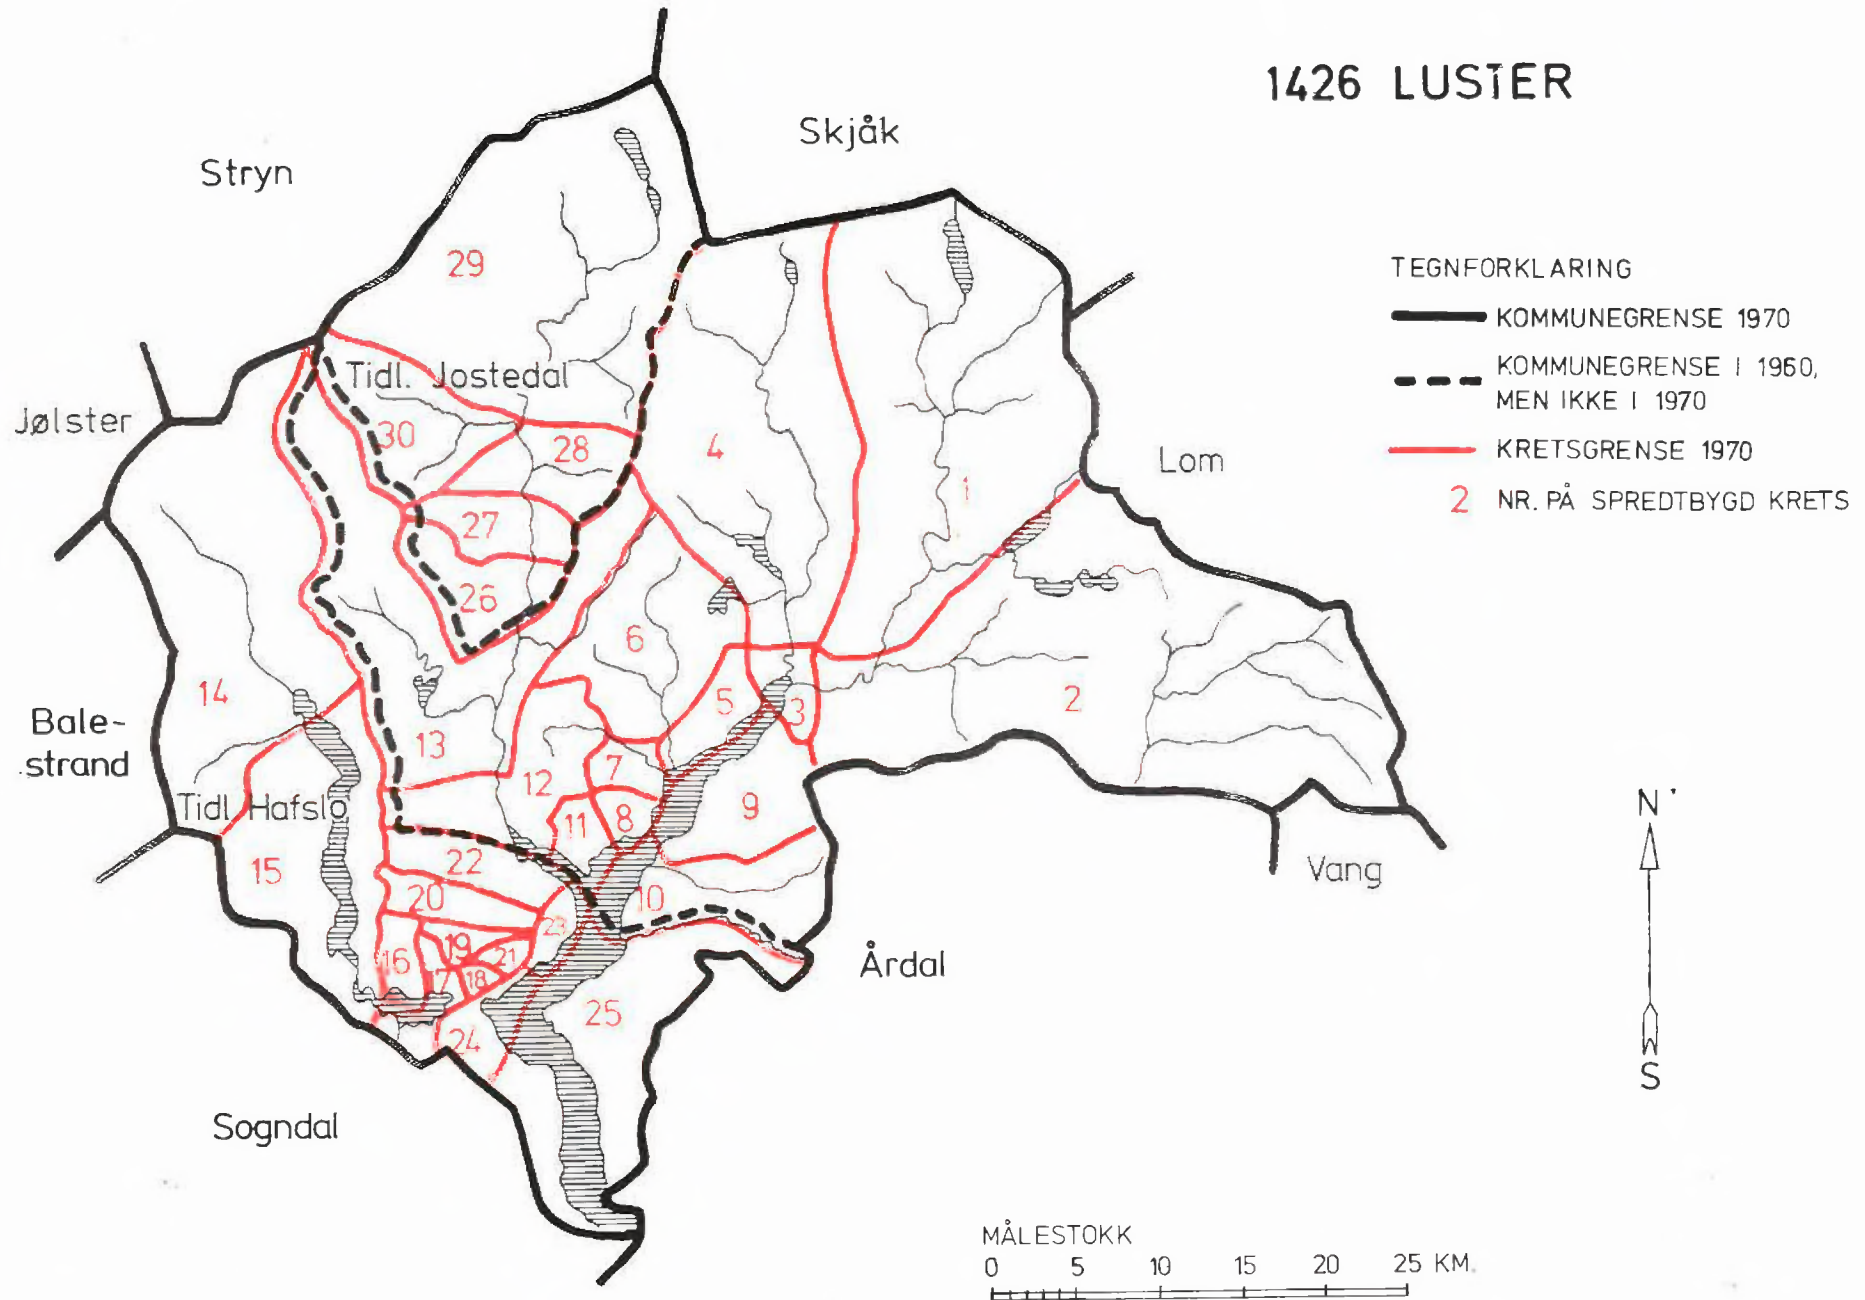 1426 LUSTER
Skjåk
Stryn
29
TEGNFORKLARING
KOMMUNEGRENSE 1970
KOMMUNEGRENSE I 1960,
MEN IKKE I 1970
KRETSGRENSE 1970
2 NR. PÅ SPREDTBYGD KRETS
Tidl. Jostedal
Jølster
30
28
4
Lom
1
27
26
6
14
5
3
2
Bale-
strand
13
12
7
Tidl. Hafslo
11
8
9
N
15
22
Vang
20
10
23
19
21
16
17
18
Årdal
25
24
S
Sogndal
MÅLESTOKK
0 5 10 15 20 25 KM.